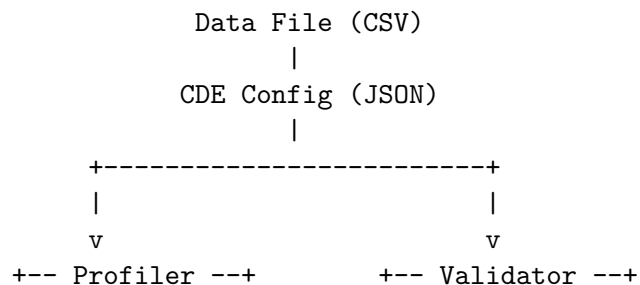 Data File (CSV)
|
CDE Config (JSON)
|
+-------------------------+
| |
v v
+-- Profiler --+ +-- Validator --+